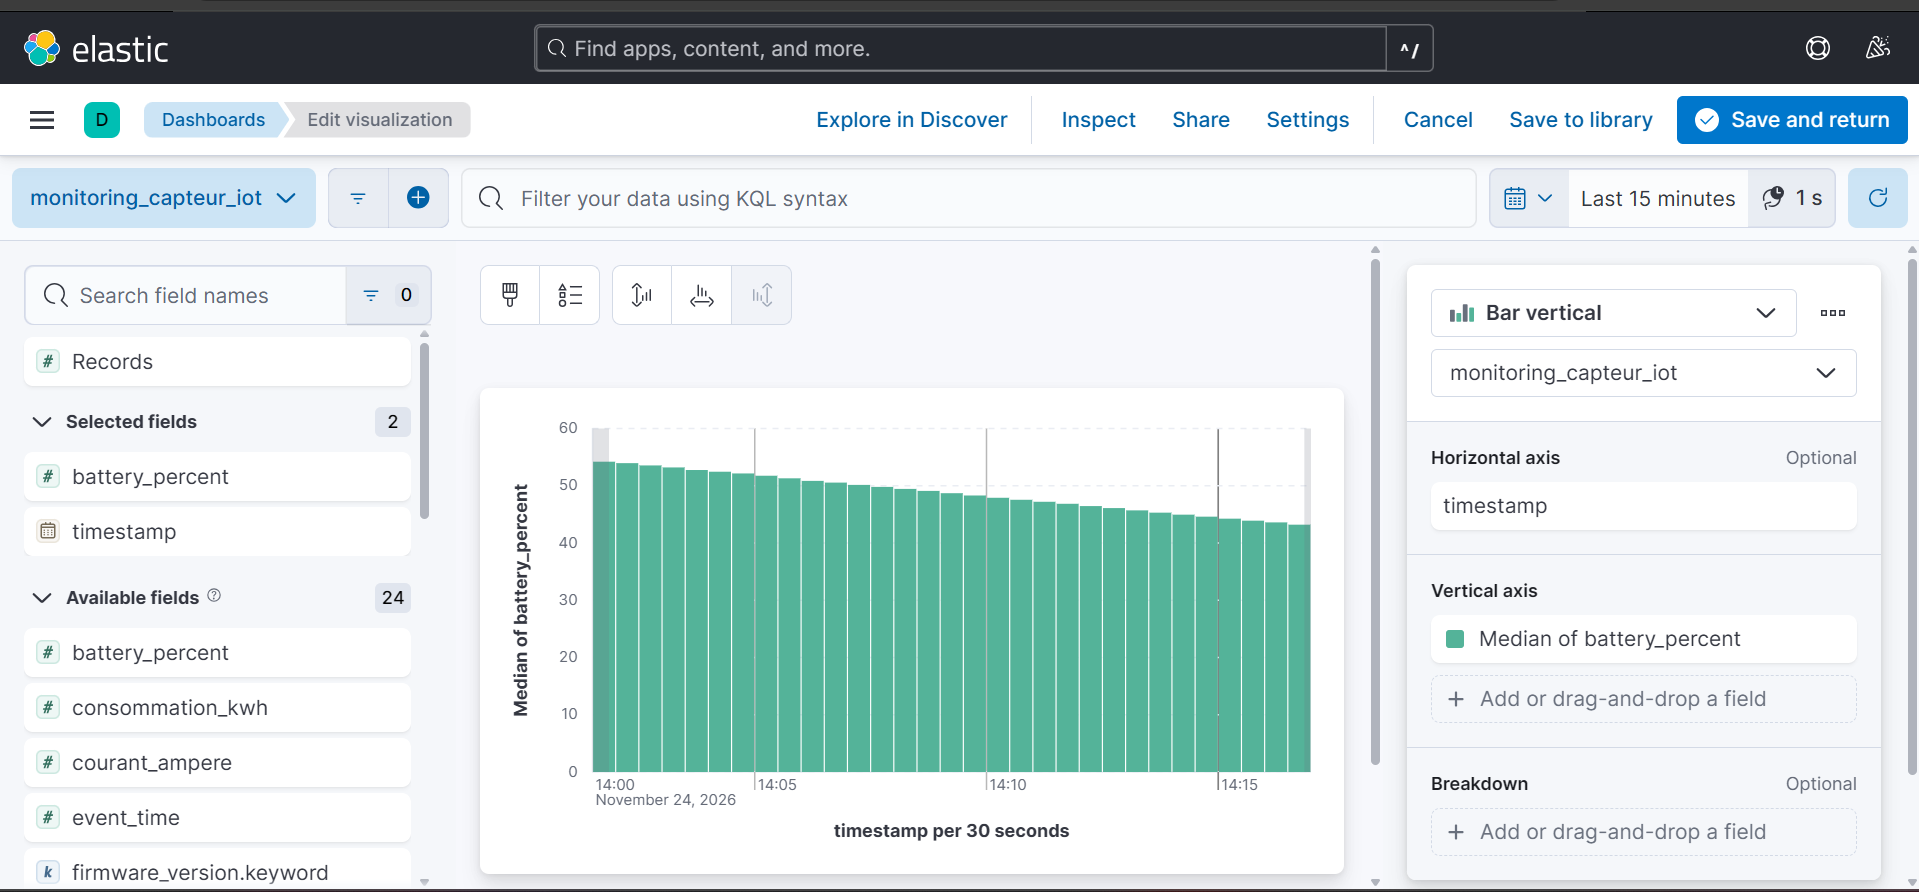 elastic
Find apps, content, and more.
^ /
D
Dashboards
Edit visualization
Explore in Discover
Inspect
Share
Settings
Cancel
Save to library
Save and return
monitoring_capteur_iot
Filter your data using KQL syntax
Last 15 minutes
1 s
Search field names
0
# Records
Selected fields
2
# battery_percent
timestamp
Available fields
24
# battery_percent
# consommation_kwh
# courant_ampere
# event_time
k firmware_version.keyword
Median of battery_percent
60
50
40
30
20
10
0
14:00
November 24, 2026
14:05
14:10
14:15
timestamp per 30 seconds
Bar vertical
monitoring_capteur_iot
Horizontal axis
Optional
timestamp
Vertical axis
Median of battery_percent
+ Add or drag-and-drop a field
Breakdown
Optional
+ Add or drag-and-drop a field